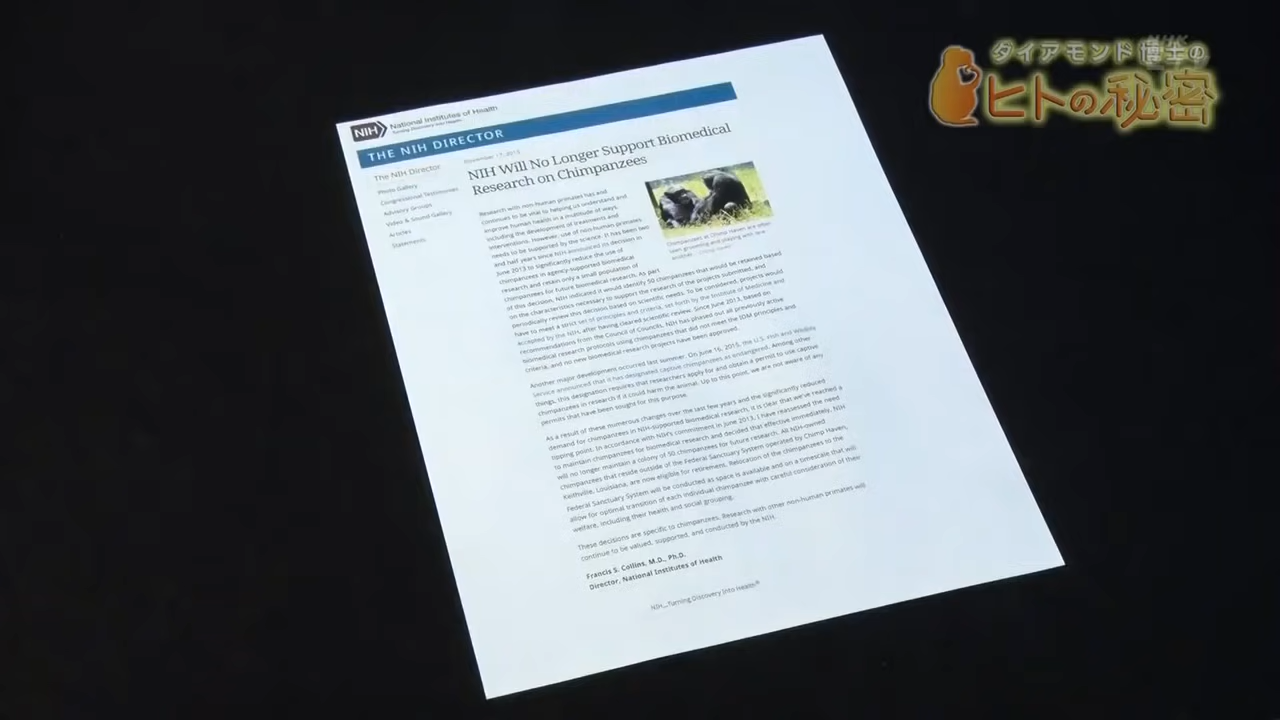 ダイアモンド博士の
ヒトの秘密
NIH National Institutes of Health
Turning Discovery Into Health
THE NIH DIRECTOR
The NIH Director
Photo Gallery
Congressional Testimonies
Advisory Groups
Video & Sound Gallery
Articles
Statements
November 17, 2015
NIH Will No Longer Support Biomedical
Research on Chimpanzees
Research with non-human primates has and
continues to be vital to helping us understand and
improve human health in a multitude of ways,
including the development of treatments and
interventions. However, use of non-human primates
needs to be supported by the science. It has been two
and half years since NIH announced its decision in
June 2013 to significantly reduce the use of
chimpanzees in agency-supported biomedical
research and retain only a small population of
chimpanzees for future biomedical research. As part
of this decision, NIH indicated it would identify 50 chimpanzees that would be retained based
on the characteristics necessary to support the research of the projects submitted, and
periodically review this decision based on scientific needs. To be considered, projects would
have to meet a strict set of principles and criteria, set forth by the Institute of Medicine and
accepted by the NIH, after having cleared scientific review. Since June 2013, based on
recommendations from the Council of Councils, NIH has phased out all previously active
biomedical research protocols using chimpanzees that did not meet the IOM principles and
criteria, and no new biomedical research projects have been approved.
Chimpanzees at Chimp Haven are often
seen grooming and playing with one
another. - Chimp Haven
Another major development occurred last summer. On June 16, 2015, the U.S. Fish and Wildlife
Service announced that it has designated captive chimpanzees as endangered. Among other
things, this designation requires that researchers apply for and obtain a permit to use captive
chimpanzees in research if it could harm the animal. Up to this point, we are not aware of any
permits that have been sought for this purpose.
As a result of these numerous changes over the last few years and the significantly reduced
demand for chimpanzees in NIH-supported biomedical research, it is clear that we've reached a
tipping point. In accordance with NIH's commitment in June 2013, I have reassessed the need
to maintain chimpanzees for biomedical research and decided that effective immediately, NIH
will no longer maintain a colony of 50 chimpanzees for future research. All NIH-owned
chimpanzees that reside outside of the Federal Sanctuary System operated by Chimp Haven,
Keithville, Louisiana, are now eligible for retirement. Relocation of the chimpanzees to the
Federal Sanctuary System will be conducted as space is available and on a timescale that will
allow for optimal transition of each individual chimpanzee with careful consideration of their
welfare, including their health and social grouping.
These decisions are specific to chimpanzees. Research with other non-human primates will
continue to be valued, supported, and conducted by the NIH.
Francis S. Collins, M.D., Ph.D.
Director, National Institutes of Health
NIH...Turning Discovery Into Health®